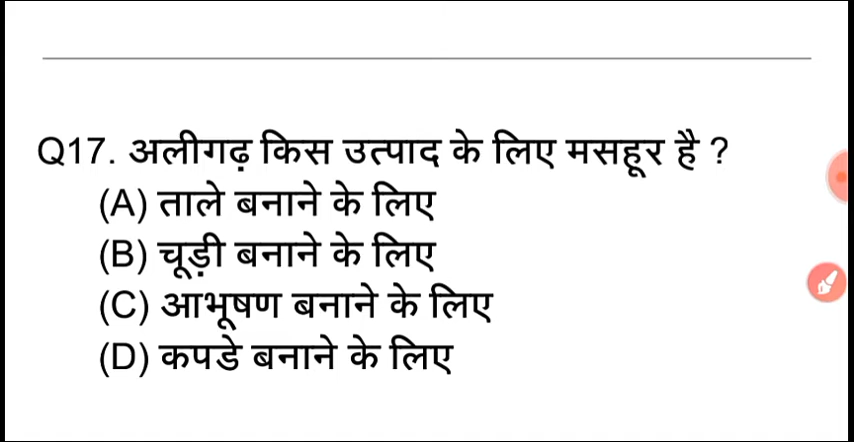 Q17. अलीगढ़ किस उत्पाद के लिए मसहूर है ?
(A) ताले बनाने के लिए
(B) चूड़ी बनाने के लिए
(C) आभूषण बनाने के लिए
(D) कपडे बनाने के लिए